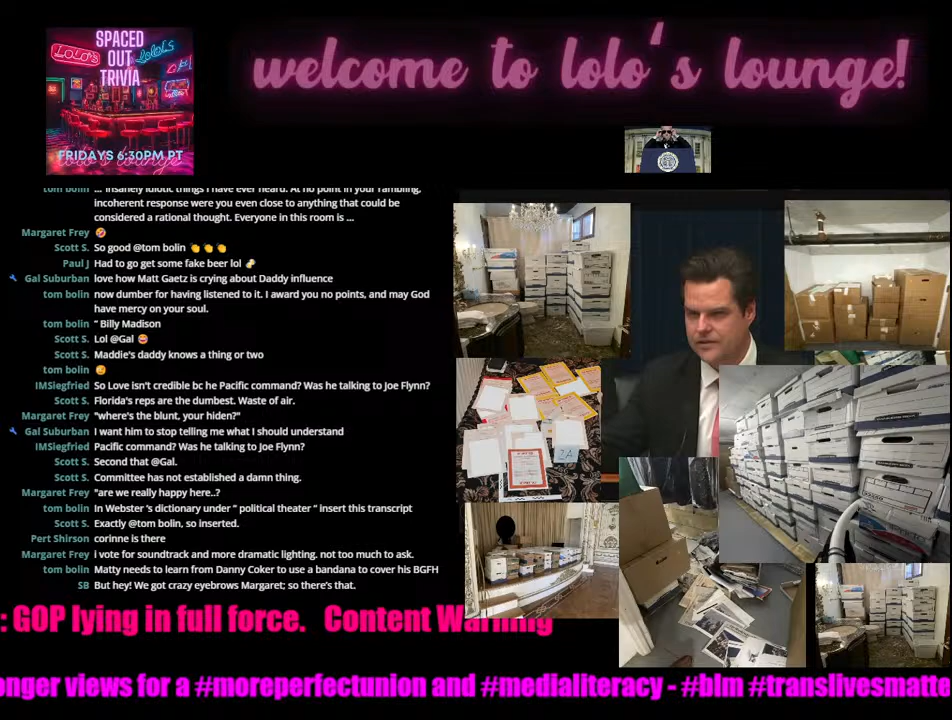 SPACED
OUT
TRIVIA
LOLO'S
lolo's
FRIDAYS 6:30PM PT
lolo's lounge
welcome to lolo's lounge!
tom bolin ... insanely idiotic things I have ever heard. At no point in your rambling,
incoherent response were you even close to anything that could be
considered a rational thought. Everyone in this room is ...
Margaret Frey 🤣
Scott S. So good @tom bolin 👏 👏 👏
Paul J Had to go get some fake beer lol 🍻
Gal Suburban love how Matt Gaetz is crying about Daddy influence
tom bolin now dumber for having listened to it. I award you no points, and may God
have mercy on your soul.
tom bolin " Billy Madison
Scott S. Lol @Gal
Scott S. Maddie's daddy knows a thing or two
tom bolin
IMSiegfried So Love isn't credible bc he Pacific command? Was he talking to Joe Flynn?
Scott S. Florida's reps are the dumbest. Waste of air.
Margaret Frey "where's the blunt, your hiden?"
Gal Suburban I want him to stop telling me what I should understand
IMSiegfried Pacific command? Was he talking to Joe Flynn?
Scott S. Second that @Gal.
Scott S. Committee has not established a damn thing.
Margaret Frey "are we really happy here..?
tom bolin In Webster 's dictionary under " political theater " insert this transcript
Scott S. Exactly @tom bolin, so inserted.
Pert Shirson corinne is there
Margaret Frey i vote for soundtrack and more dramatic lighting. not too much to ask.
tom bolin Matty needs to learn from Danny Coker to use a bandana to cover his BGFH
SB But hey! We got crazy eyebrows Margaret; so there's that.
2A
: GOP lying in full force. Content Warning
onger views for a #moreperfectunion and #medialiteracy - #blm #translivesmatte